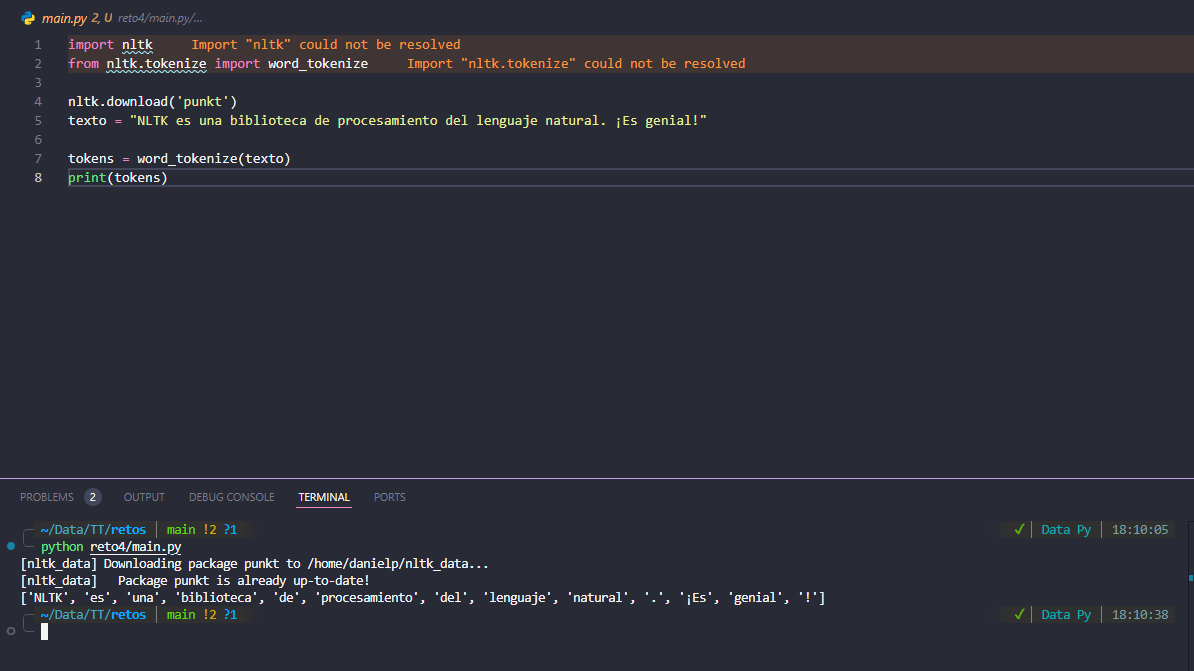 main.py 2, U reto4/main.py/...
1 import nltk Import "nltk" could not be resolved
2 from nltk.tokenize import word_tokenize Import "nltk.tokenize" could not be resolved
3
4 nltk.download('punkt')
5 texto = "NLTK es una biblioteca de procesamiento del lenguaje natural. ¡Es genial!"
6
7 tokens = word_tokenize(texto)
8 print(tokens)
PROBLEMS 2 OUTPUT DEBUG CONSOLE TERMINAL PORTS
~/Data/TT/retos | main !2 ?1 ✓ | Data Py | 18:10:05
python reto4/main.py
[nltk_data] Downloading package punkt to /home/danielp/nltk_data...
[nltk_data]   Package punkt is already up-to-date!
['NLTK', 'es', 'una', 'biblioteca', 'de', 'procesamiento', 'del', 'lenguaje', 'natural', '.', '¡Es', 'genial', '!']
~/Data/TT/retos | main !2 ?1 ✓ | Data Py | 18:10:38